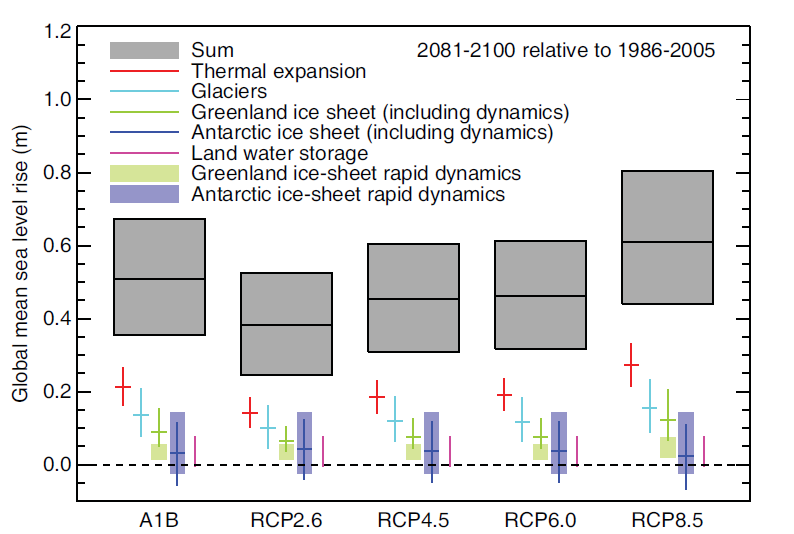 1.2
1.0
0.8
0.6
0.4
0.2
0.0
Global mean sea level rise (m)
2081-2100 relative to 1986-2005
Sum
Thermal expansion
Glaciers
Greenland ice sheet (including dynamics)
Antarctic ice sheet (including dynamics)
Land water storage
Greenland ice-sheet rapid dynamics
Antarctic ice-sheet rapid dynamics
A1B
RCP2.6
RCP4.5
RCP6.0
RCP8.5